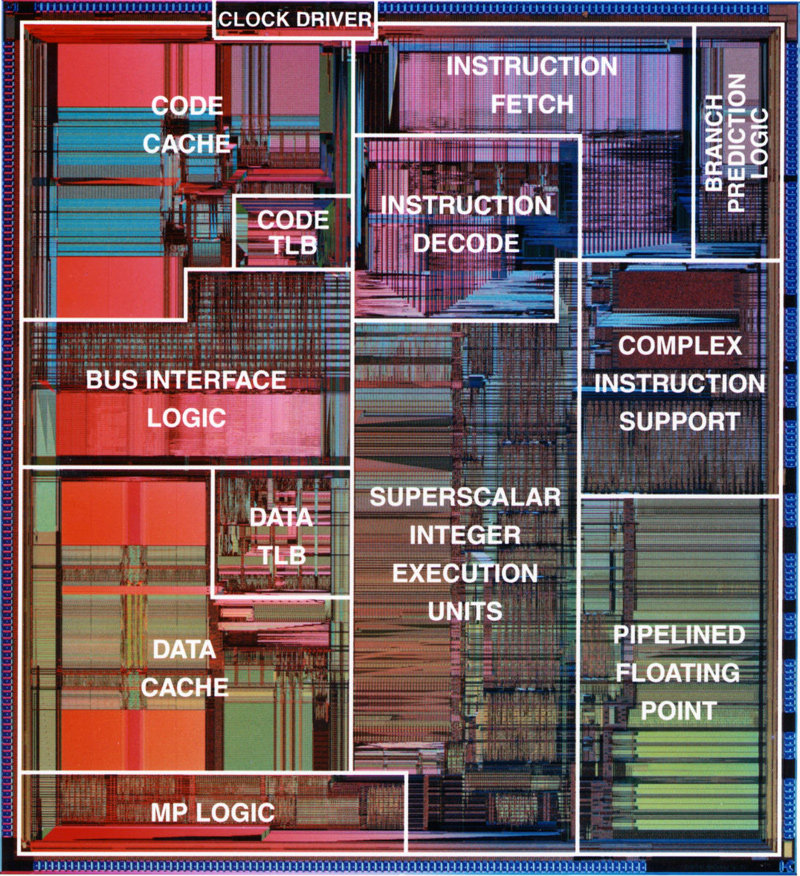 CLOCK DRIVER
CODE
CACHE
INSTRUCTION
FETCH
BRANCH
PREDICTION
LOGIC
CODE
TLB
INSTRUCTION
DECODE
BUS INTERFACE
LOGIC
COMPLEX
INSTRUCTION
SUPPORT
DATA
TLB
SUPERSCALAR
INTEGER
EXECUTION
UNITS
DATA
CACHE
PIPELINED
FLOATING
POINT
MP LOGIC